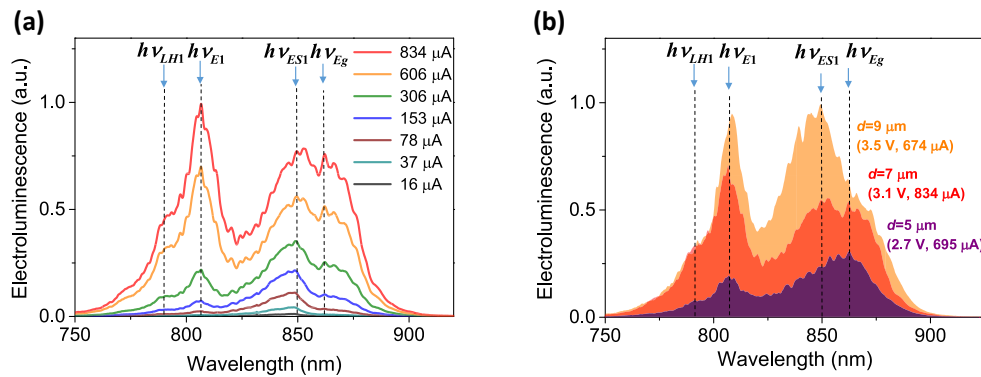 (a)
hν_LH1 hν_E1 hν_ES1 hν_Eg
834 μA
606 μA
306 μA
153 μA
78 μA
37 μA
16 μA
Electroluminescence (a.u.)
1.0
0.5
0.0
750 800 850 900
Wavelength (nm)
(b)
hν_LH1 hν_E1 hν_ES1 hν_Eg
d=9 μm
(3.5 V, 674 μA)
d=7 μm
(3.1 V, 834 μA)
d=5 μm
(2.7 V, 695 μA)
Electroluminescence (a.u.)
1.0
0.5
0.0
750 800 850 900
Wavelength (nm)